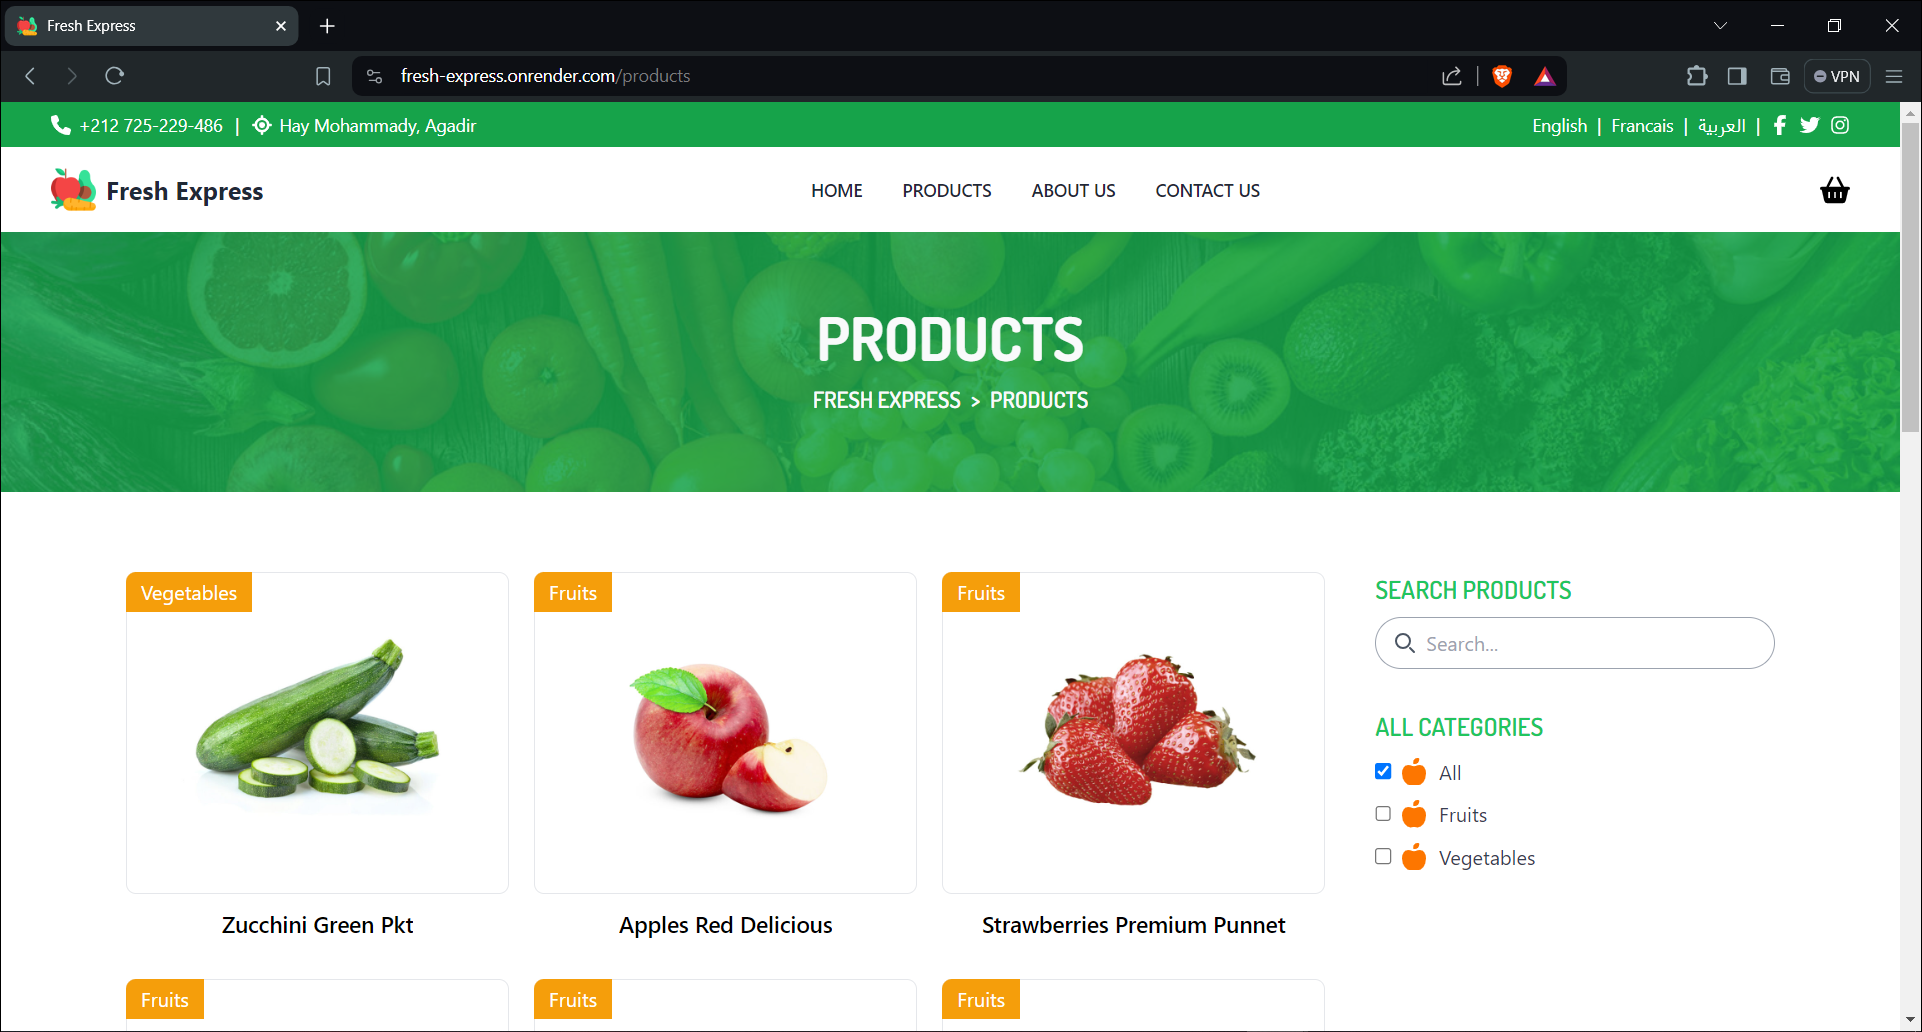 Fresh Express
fresh-express.onrender.com/products
VPN
+212 725-229-486 | Hay Mohammady, Agadir
English | Francais | العربية |
Fresh Express
HOME PRODUCTS ABOUT US CONTACT US
PRODUCTS
FRESH EXPRESS > PRODUCTS
Vegetables
Zucchini Green Pkt
Fruits
Apples Red Delicious
Fruits
Strawberries Premium Punnet
Fruits
Fruits
Fruits
SEARCH PRODUCTS
Search...
ALL CATEGORIES
All
Fruits
Vegetables